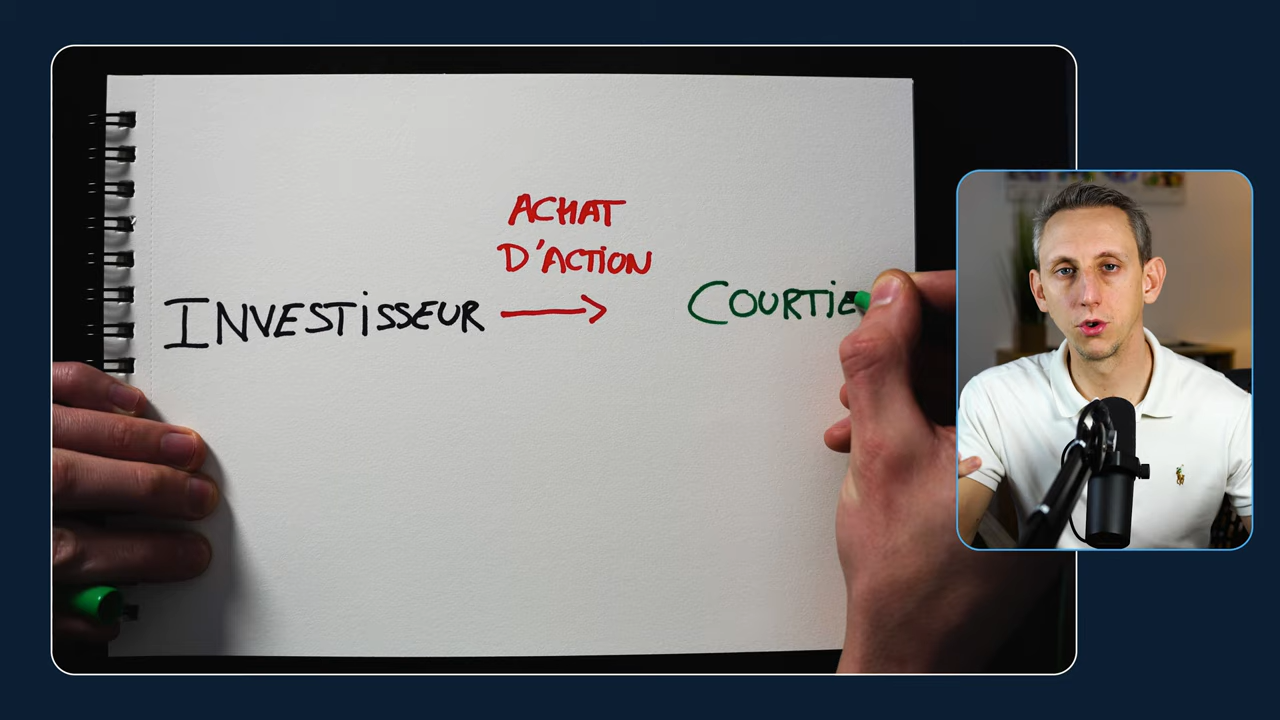 ACHAT
D'ACTION
INVESTISSEUR → COURTIE